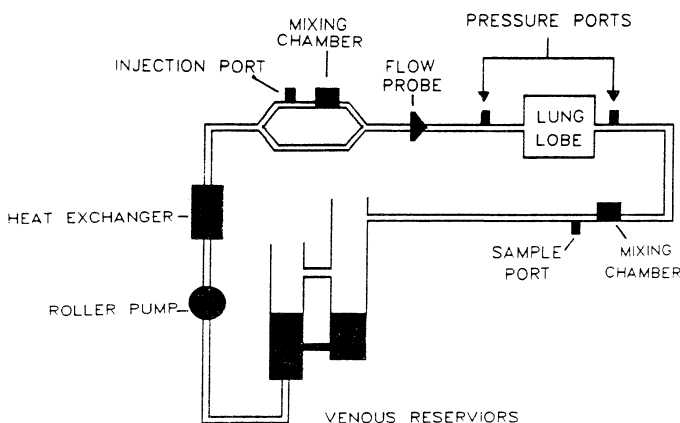 MIXING
CHAMBER
PRESSURE PORTS
INJECTION PORT
FLOW
PROBE
LUNG
LOBE
HEAT EXCHANGER
SAMPLE
PORT
MIXING
CHAMBER
ROLLER PUMP
VENOUS RESERVIORS